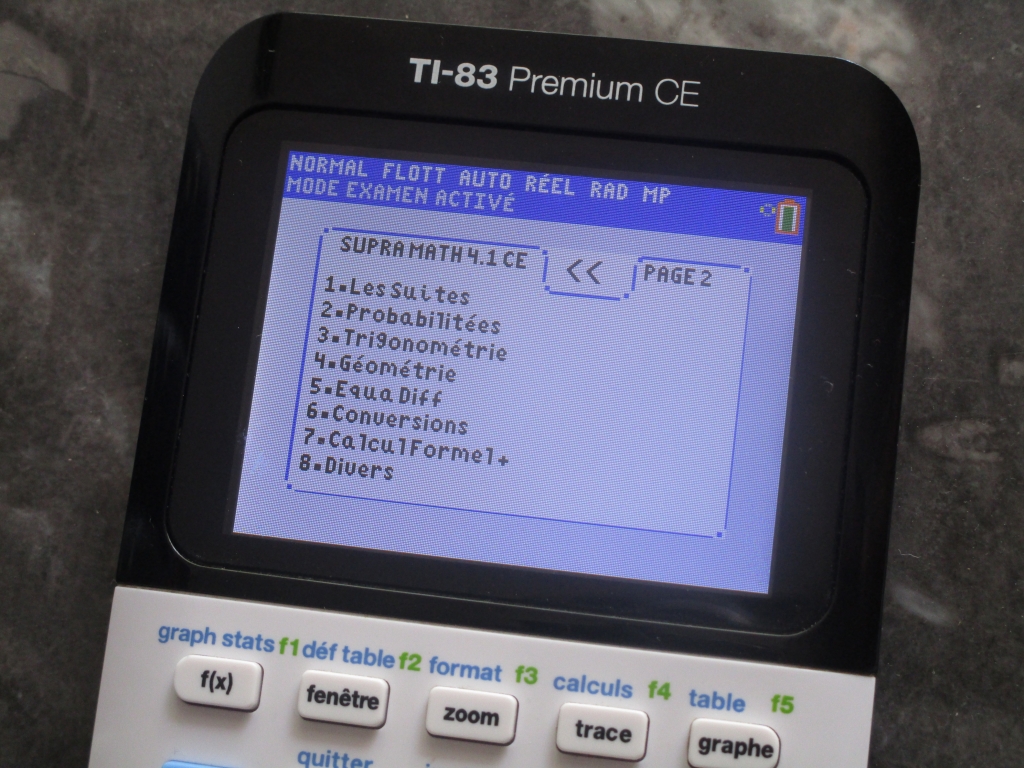 TI-83 Premium CE
NORMAL FLOTT AUTO RÉEL RAD MP
MODE EXAMEN ACTIVÉ
SUPRA MATH 4.1 CE << PAGE 2
1.Les Suites
2.Probabilitées
3.Trigonométrie
4.Géométrie
5.Equa Diff
6.Conversions
7.CalculFormel+
8.Divers
graph stats f1 déf table f2 format f3 calculs f4 table f5
f(x) fenêtre zoom trace graphe
quitter